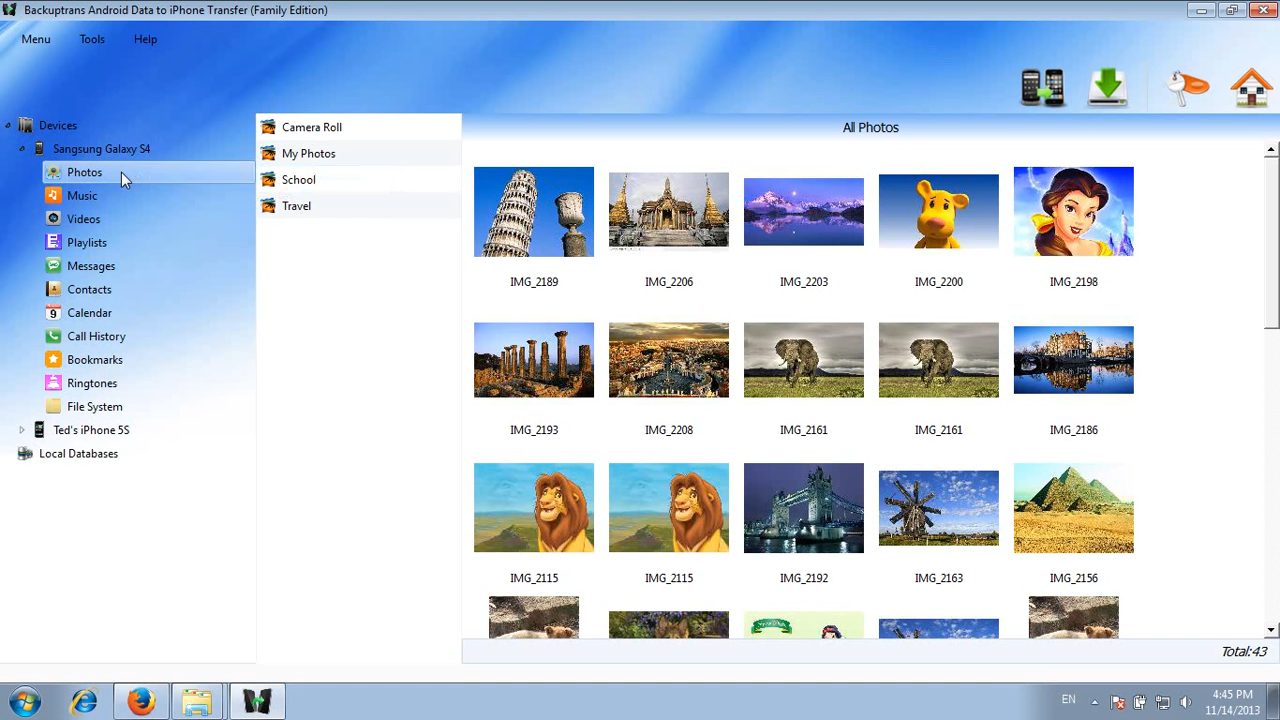 Backuptrans Android Data to iPhone Transfer (Family Edition)
Menu Tools Help
Devices
Sangsung Galaxy S4
Photos
Music
Videos
Playlists
Messages
Contacts
9
Calendar
Call History
Bookmarks
Ringtones
File System
Ted's iPhone 5S
Local Databases
Camera Roll
My Photos
School
Travel
All Photos
IMG_2189 IMG_2206 IMG_2203 IMG_2200 IMG_2198
IMG_2193 IMG_2208 IMG_2161 IMG_2161 IMG_2186
IMG_2115 IMG_2115 IMG_2192 IMG_2163 IMG_2156
Total:43
EN
4:45 PM
11/14/2013